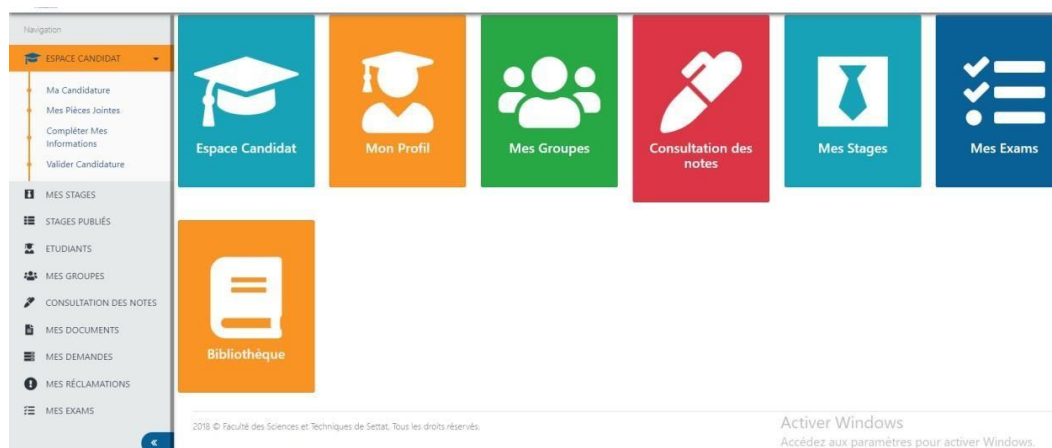 Navigation
ESPACE CANDIDAT
Ma Candidature
Mes Pièces Jointes
Compléter Mes
Informations
Valider Candidature
MES STAGES
STAGES PUBLIÉS
ETUDIANTS
MES GROUPES
CONSULTATION DES NOTES
MES DOCUMENTS
MES DEMANDES
MES RÉCLAMATIONS
MES EXAMS
Espace Candidat
Mon Profil
Mes Groupes
Consultation des
notes
Mes Stages
Mes Exams
Bibliothèque
2018 © Faculté des Sciences et Techniques de Settat. Tous les droits réservés.
Activer Windows
Accédez aux paramètres pour activer Windows.